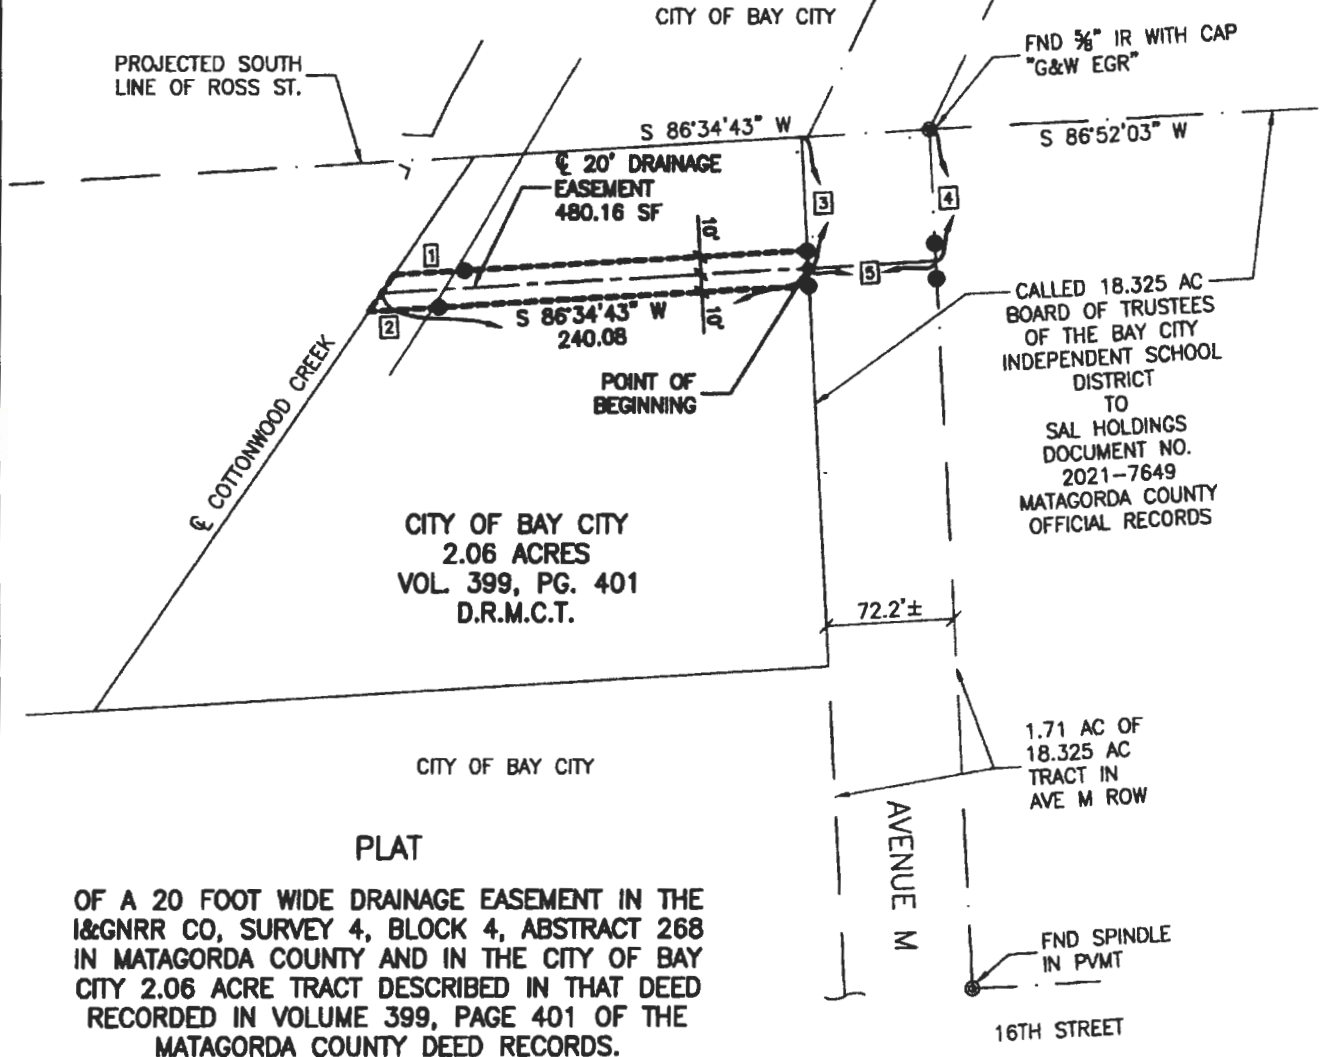 CITY OF BAY CITY
PROJECTED SOUTH
LINE OF ROSS ST.
FND ⅝" IR WITH CAP
"G&W EGR"
S 86°34'43" W
S 86°52'03" W
℄ 20' DRAINAGE
EASEMENT
480.16 SF
10'
3
4
1
5
2
S 86°34'43" W
240.08
10'
POINT OF
BEGINNING
CALLED 18.325 AC
BOARD OF TRUSTEES
OF THE BAY CITY
INDEPENDENT SCHOOL
DISTRICT
TO
SAL HOLDINGS
DOCUMENT NO.
2021-7649
MATAGORDA COUNTY
OFFICIAL RECORDS
℄ COTTONWOOD CREEK
CITY OF BAY CITY
2.06 ACRES
VOL. 399, PG. 401
D.R.M.C.T.
72.2'±
CITY OF BAY CITY
1.71 AC OF
18.325 AC
TRACT IN
AVE M ROW
AVENUE M
PLAT
OF A 20 FOOT WIDE DRAINAGE EASEMENT IN THE
I&GNRR CO, SURVEY 4, BLOCK 4, ABSTRACT 268
IN MATAGORDA COUNTY AND IN THE CITY OF BAY
CITY 2.06 ACRE TRACT DESCRIBED IN THAT DEED
RECORDED IN VOLUME 399, PAGE 401 OF THE
MATAGORDA COUNTY DEED RECORDS.
FND SPINDLE
IN PVMT
16TH STREET